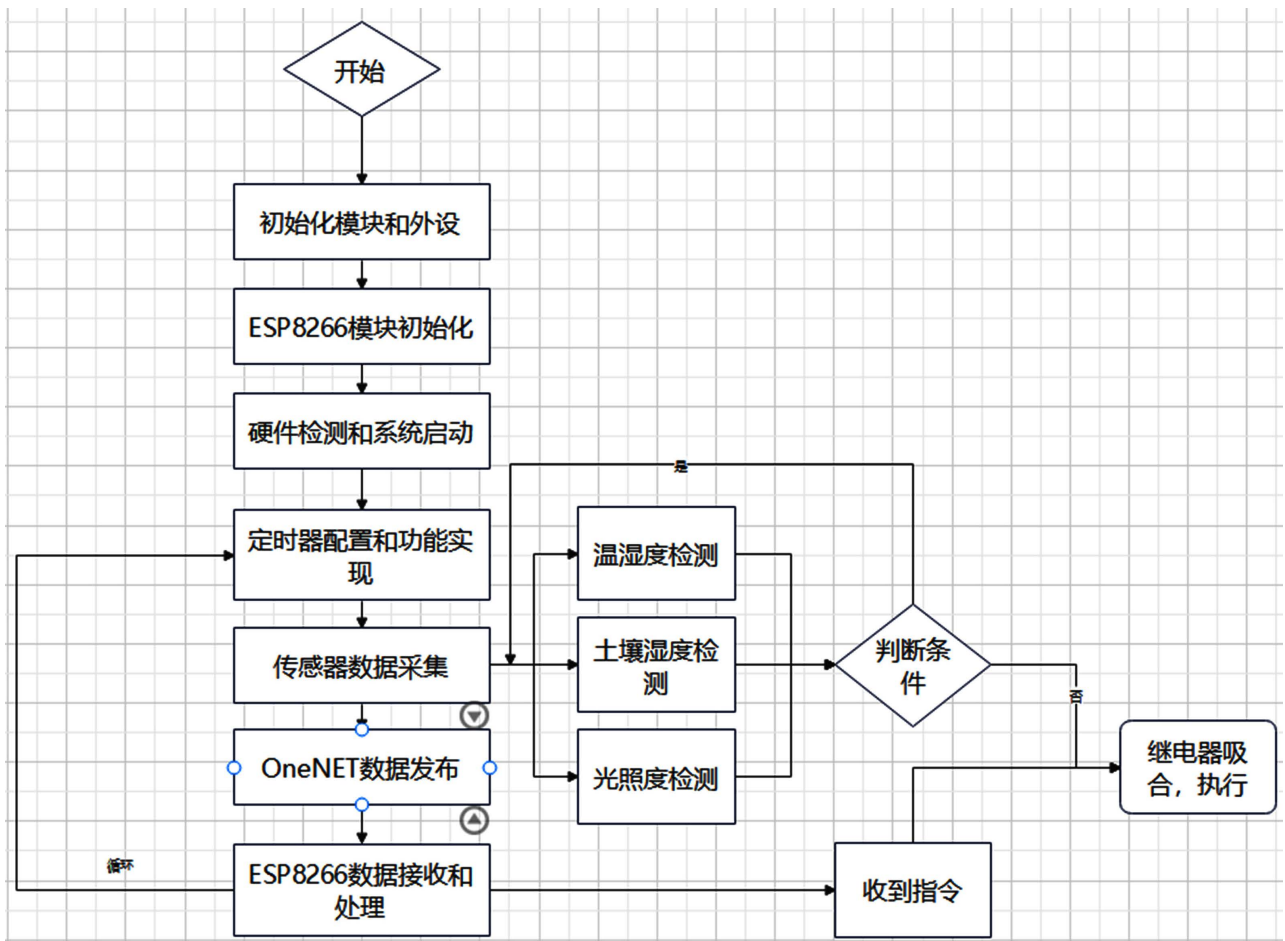 开始
初始化模块和外设
ESP8266模块初始化
硬件检测和系统启动
是
定时器配置和功能实
现
温湿度检测
传感器数据采集
土壤湿度检
测
判断条
件
否
OneNET数据发布
光照度检测
继电器吸
合，执行
循环
ESP8266数据接收和
处理
收到指令